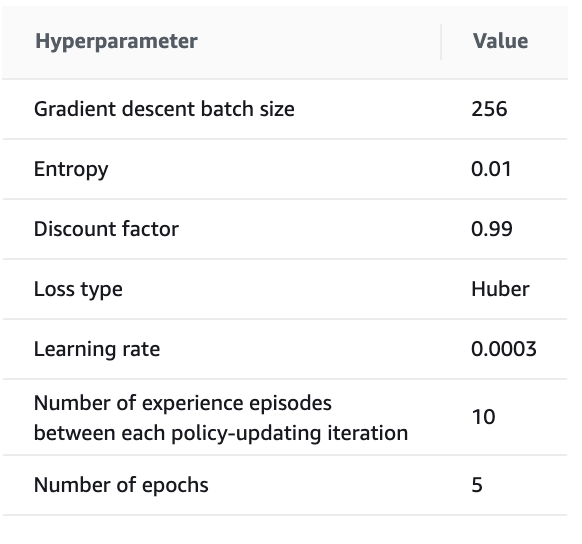 Hyperparameter Value
Gradient descent batch size 256
Entropy 0.01
Discount factor 0.99
Loss type Huber
Learning rate 0.0003
Number of experience episodes
between each policy-updating iteration 10
Number of epochs 5